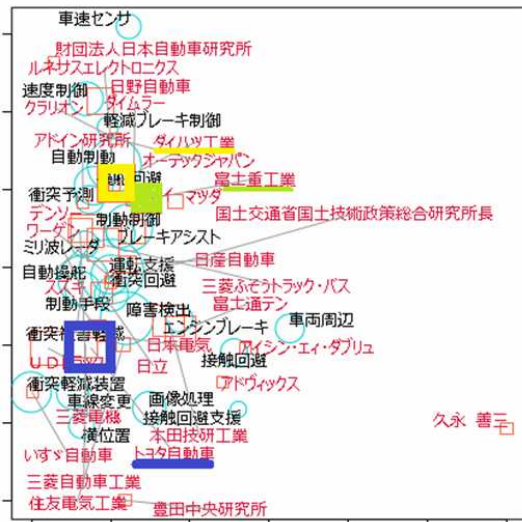 車速センサ
財団法人日本自動車研究所
ルネサスエレクトロニクス
日野自動車
速度制御
ダイムラー
クラリオン
軽減ブレーキ制御
アドイン研究所
ダイハツ工業
自動制動
オーテックジャパン
回避
富士重工業
衝突予測
マツダ
デンソー
国土交通省国土技術政策総合研究所長
制動制御
ワーゲン
ブレーキアシスト
ミリ波レーダ
日産自動車
運転支援
自動操舵
衝突回避
スズキ
三菱ふそうトラック・バス
制動手段
富士通テン
障害検出
車両周辺
エンジンブレーキ
軽減
日本電気
アイシン・エィ・ダブリュ
接触回避
日立
アドヴィックス
衝突軽減装置
車線変更
画像処理
三菱電機
接触回避支援
久永 善三
横位置
本田技研工業
いすゞ自動車
トヨタ自動車
三菱自動車工業
住友電気工業
豊田中央研究所